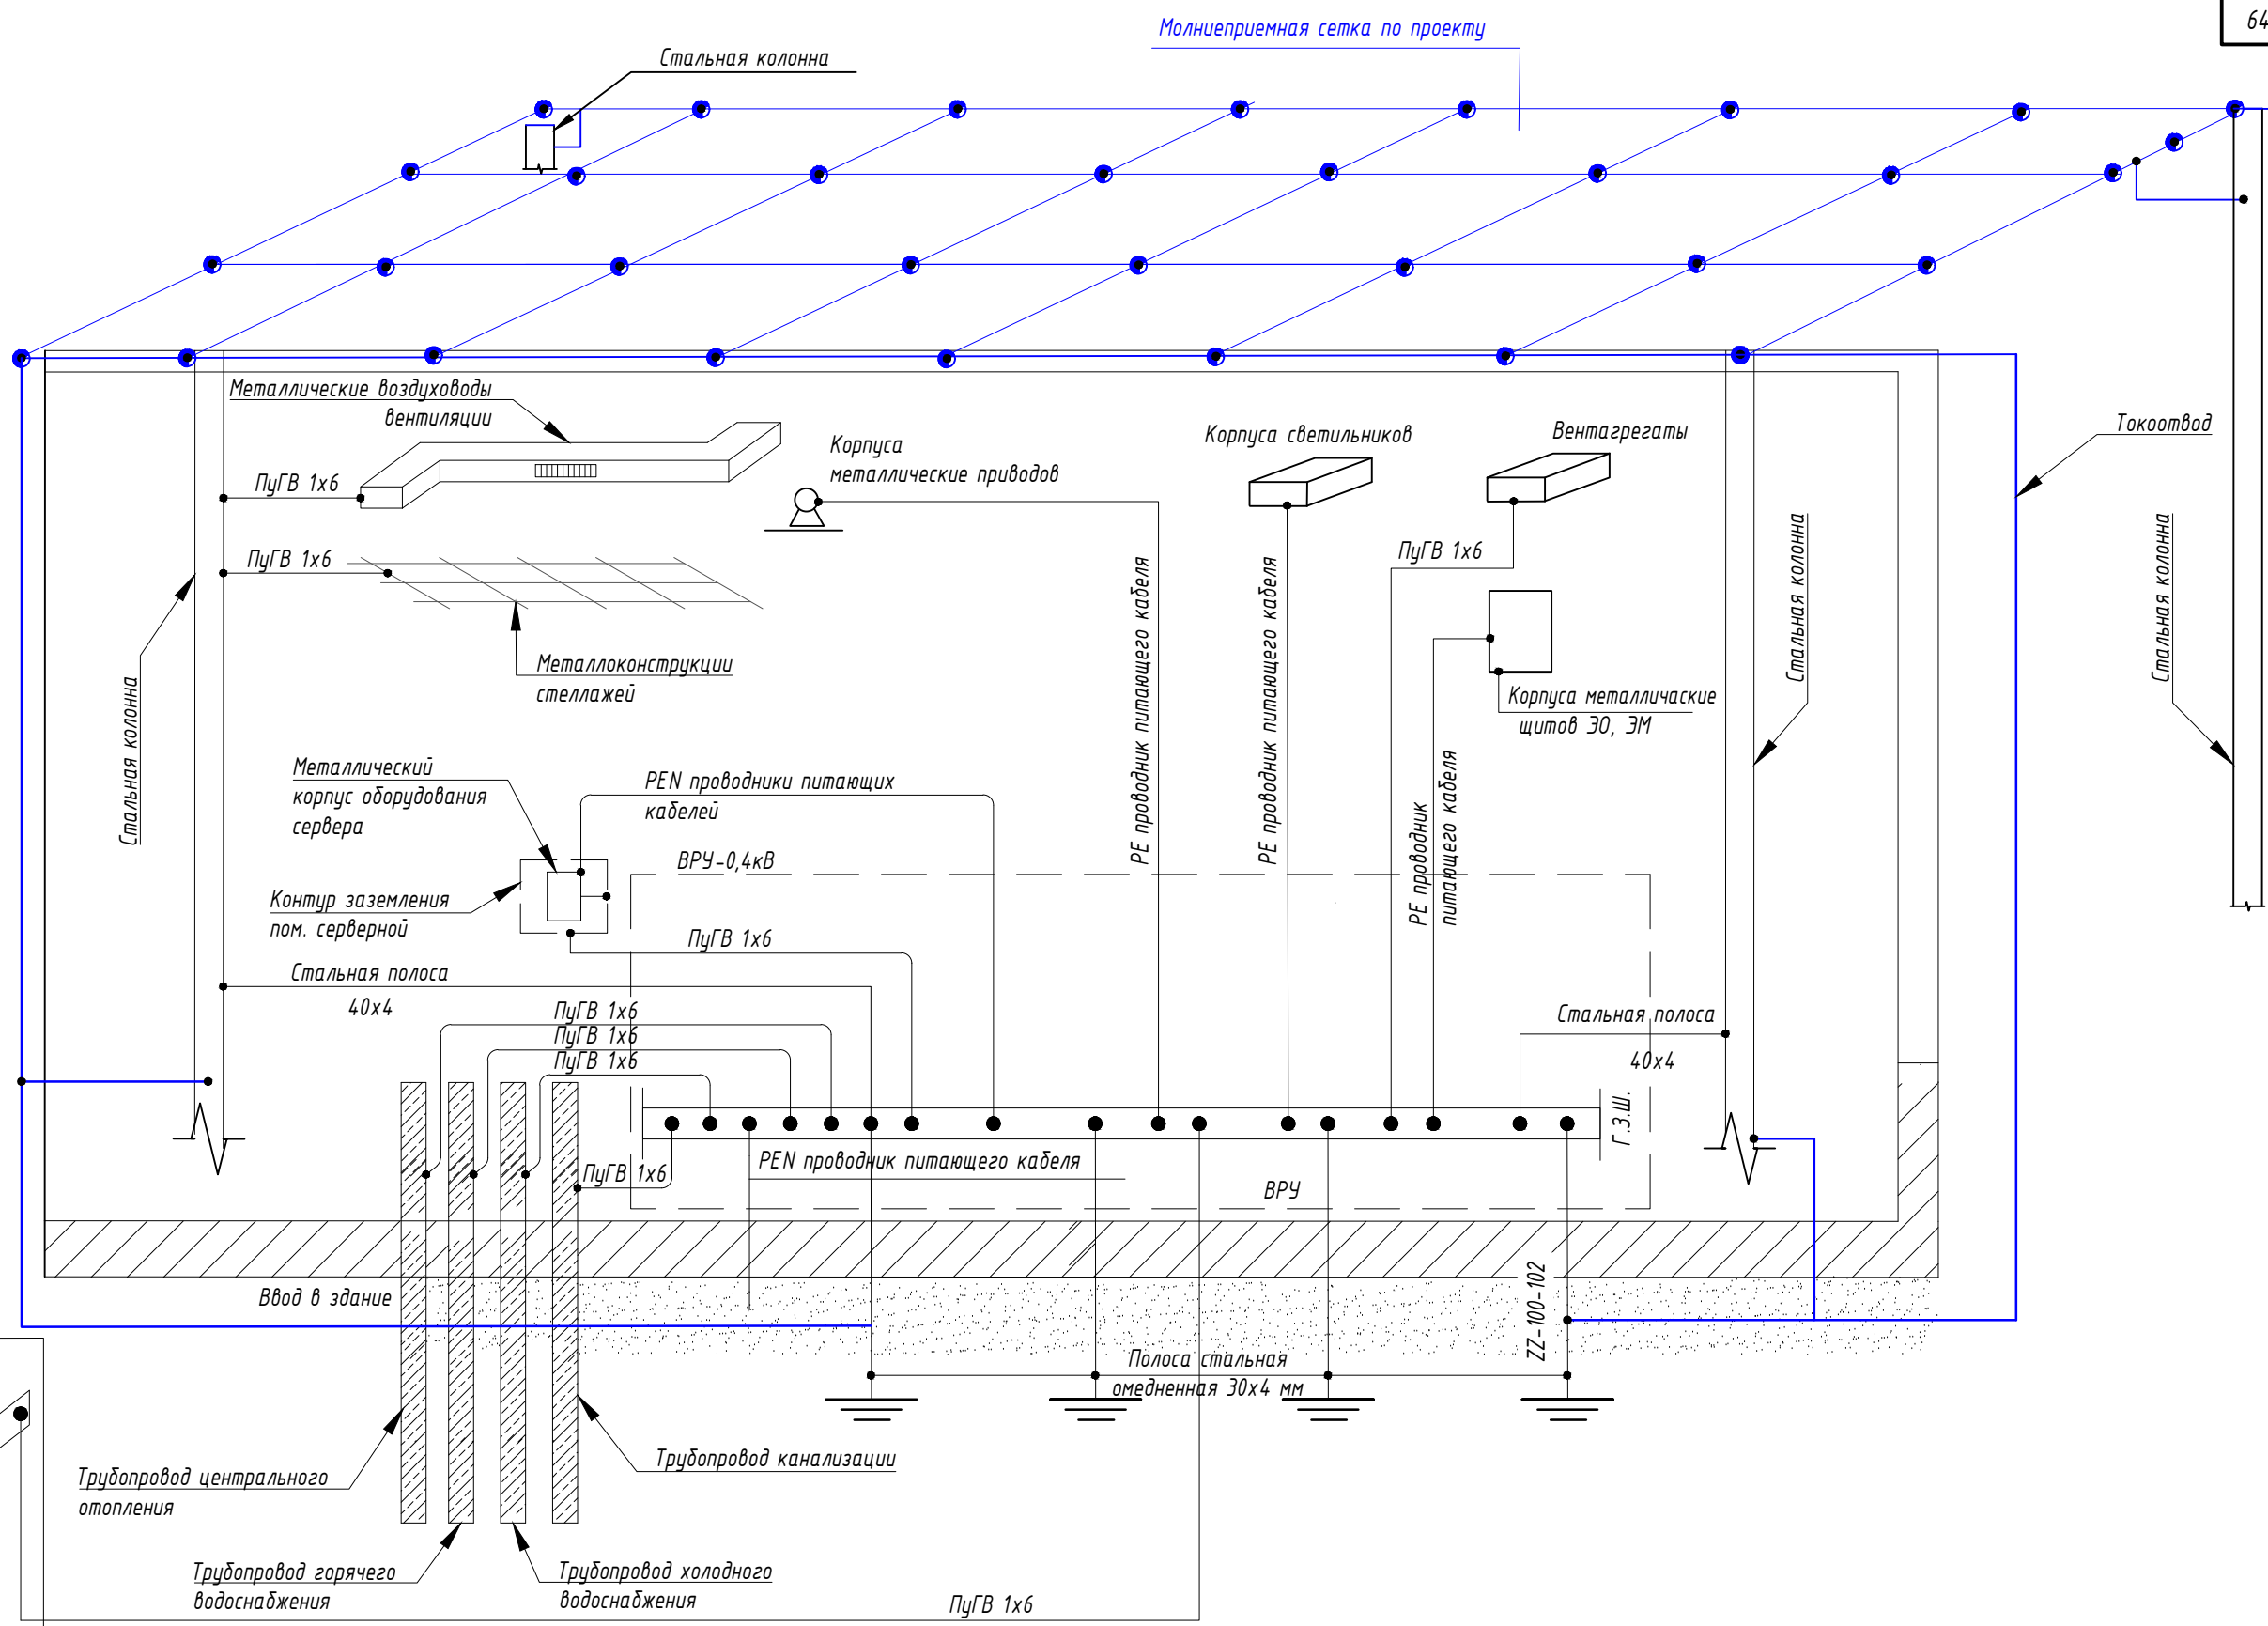 Молниеприемная сетка по проекту
64
Стальная колонна
Металлические воздуховоды
вентиляции
Корпуса
металлические приводов
Корпуса светильников
Вентагрегаты
Токоотвод
ПуГВ 1х6
ПуГВ 1х6
ПуГВ 1х6
Металлоконструкции
стеллажей
Стальная колонна
РЕ проводник питающего кабеля
РЕ проводник питающего кабеля
РЕ проводник
питающего кабеля
Корпуса металличаские
щитов ЭО, ЭМ
Стальная колонна
Стальная колонна
Металлический
корпус оборудования
сервера
PEN проводники питающих
кабелей
ВРУ-0,4кВ
Контур заземления
пом. серверной
ПуГВ 1х6
Стальная полоса
40х4
ПуГВ 1х6
ПуГВ 1х6
ПуГВ 1х6
Стальная полоса
40х4
Г.З.Ш.
ПуГВ 1х6
PEN проводник питающего кабеля
ВРУ
Ввод в здание
ZZ-100-102
Полоса стальная
омедненная 30х4 мм
Трубопровод канализации
Трубопровод центрального
отопления
Трубопровод горячего
водоснабжения
Трубопровод холодного
водоснабжения
ПуГВ 1х6